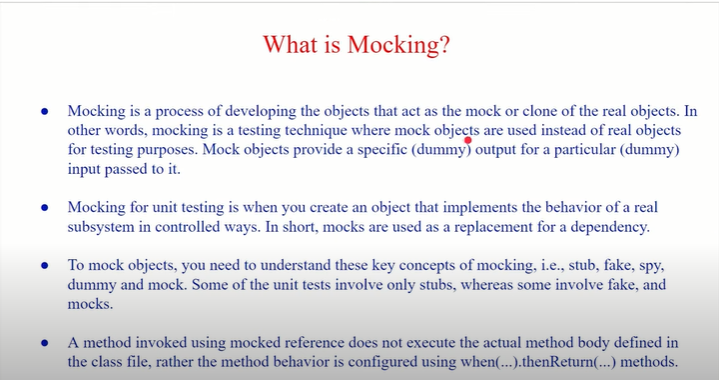 What is Mocking?
● Mocking is a process of developing the objects that act as the mock or clone of the real objects. In
other words, mocking is a testing technique where mock objects are used instead of real objects
for testing purposes. Mock objects provide a specific (dummy) output for a particular (dummy)
input passed to it.
● Mocking for unit testing is when you create an object that implements the behavior of a real
subsystem in controlled ways. In short, mocks are used as a replacement for a dependency.
● To mock objects, you need to understand these key concepts of mocking, i.e., stub, fake, spy,
dummy and mock. Some of the unit tests involve only stubs, whereas some involve fake, and
mocks.
● A method invoked using mocked reference does not execute the actual method body defined in
the class file, rather the method behavior is configured using when(...).thenReturn(...) methods.